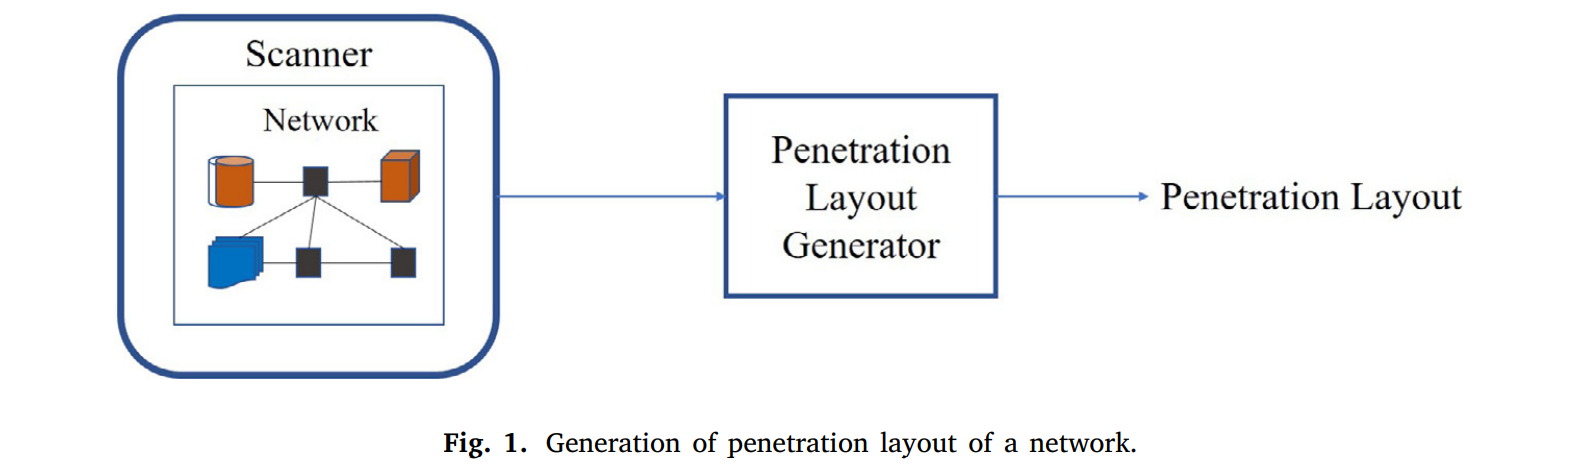 Scanner
Network
Penetration
Layout
Generator
Penetration Layout
Fig. 1. Generation of penetration layout of a network.